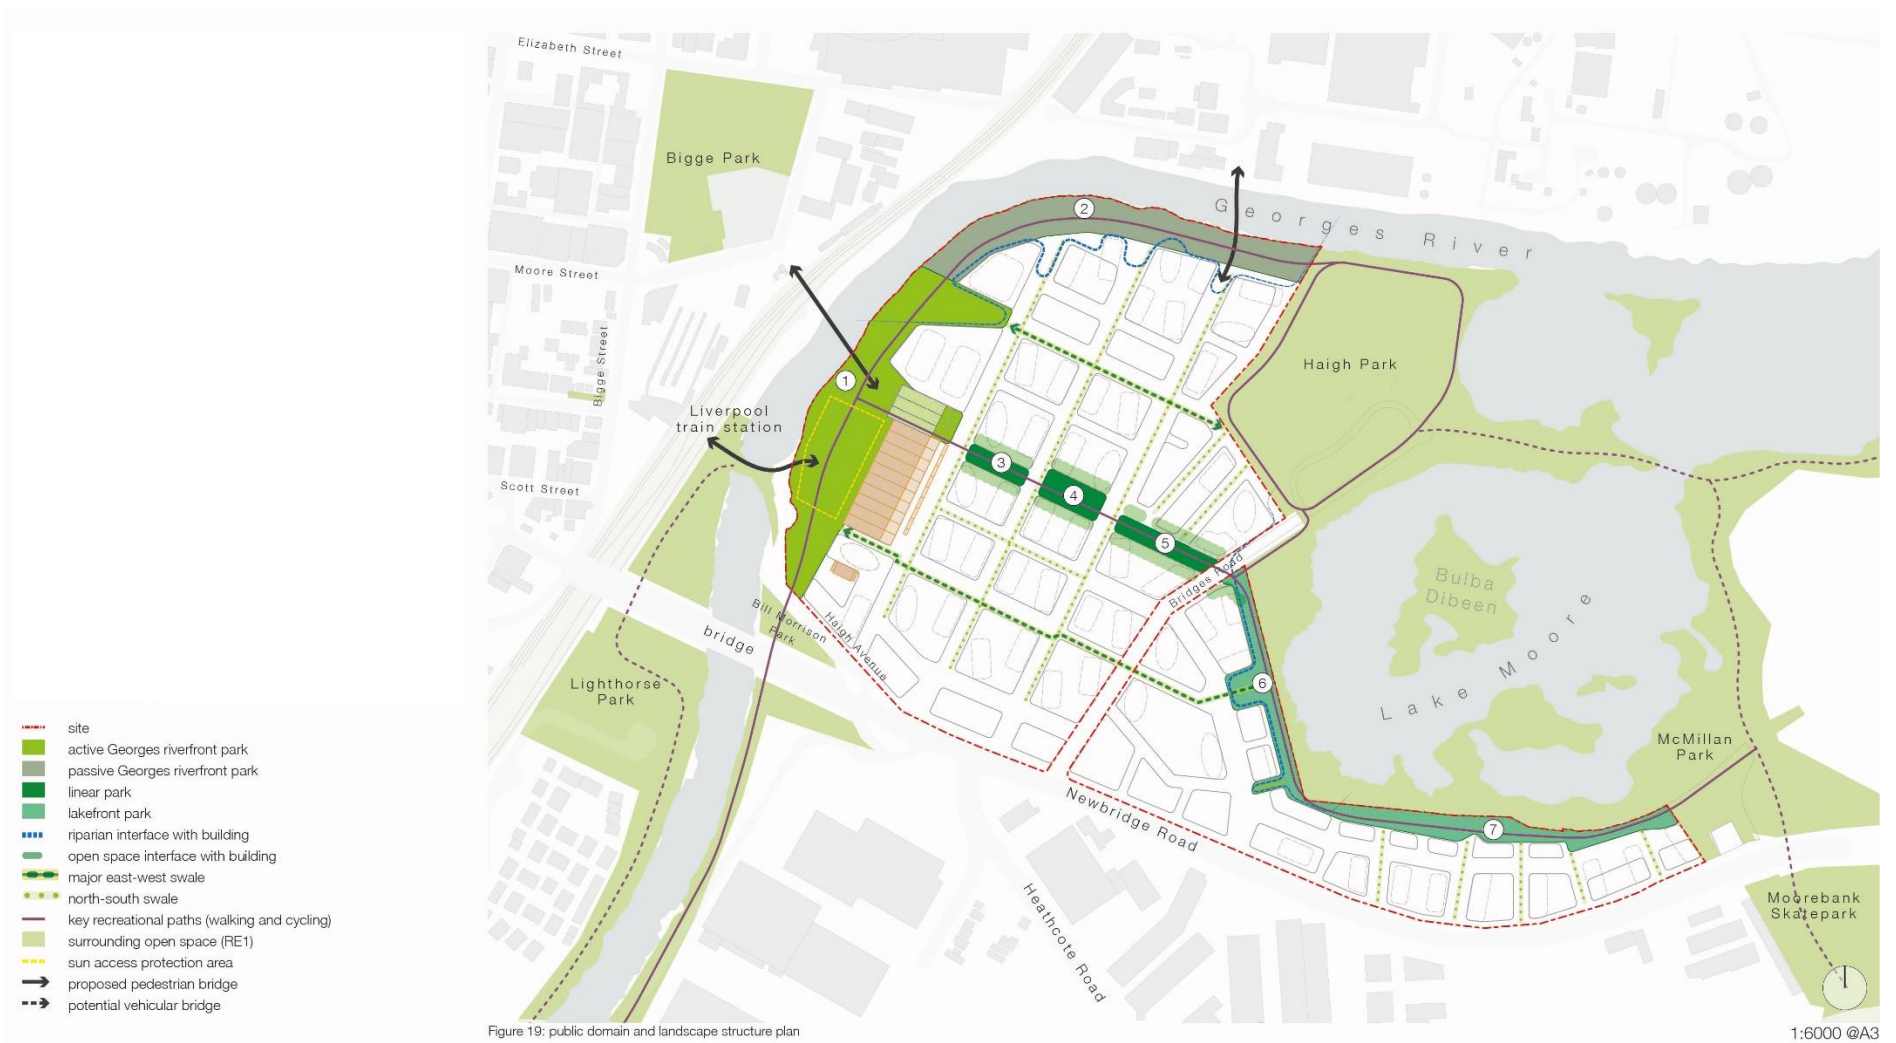 Elizabeth Street
Bigge Park
Moore Street
Bigge Street
Liverpool
train station
Scott Street
Georges River
Haigh Park
1
2
3
4
5
6
7
Bridges Road
Bill Morrison
Park
Haigh Avenue
bridge
Lighthorse
Park
Bulba
Dibeen
Lake Moore
McMillan
Park
Newbridge Road
Heathcote Road
Moorebank
Skatepark
site
active Georges riverfront park
passive Georges riverfront park
linear park
lakefront park
riparian interface with building
open space interface with building
major east-west swale
north-south swale
key recreational paths (walking and cycling)
surrounding open space (RE1)
sun access protection area
proposed pedestrian bridge
potential vehicular bridge
Figure 19: public domain and landscape structure plan
1:6000 @A3